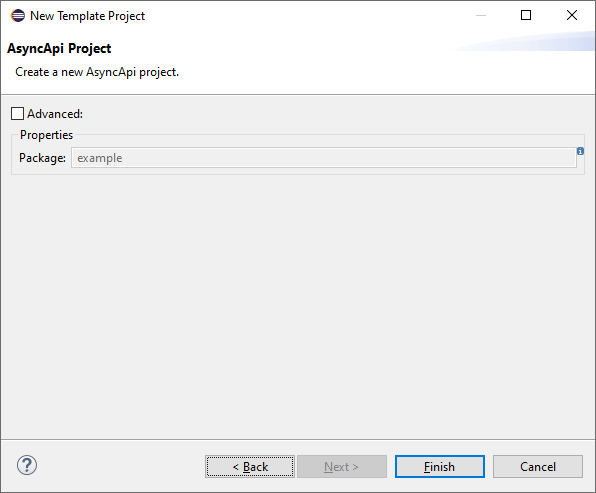 New Template Project
AsyncApi Project
Create a new AsyncApi project.
Advanced:
Properties
Package: example
< Back Next > Finish Cancel